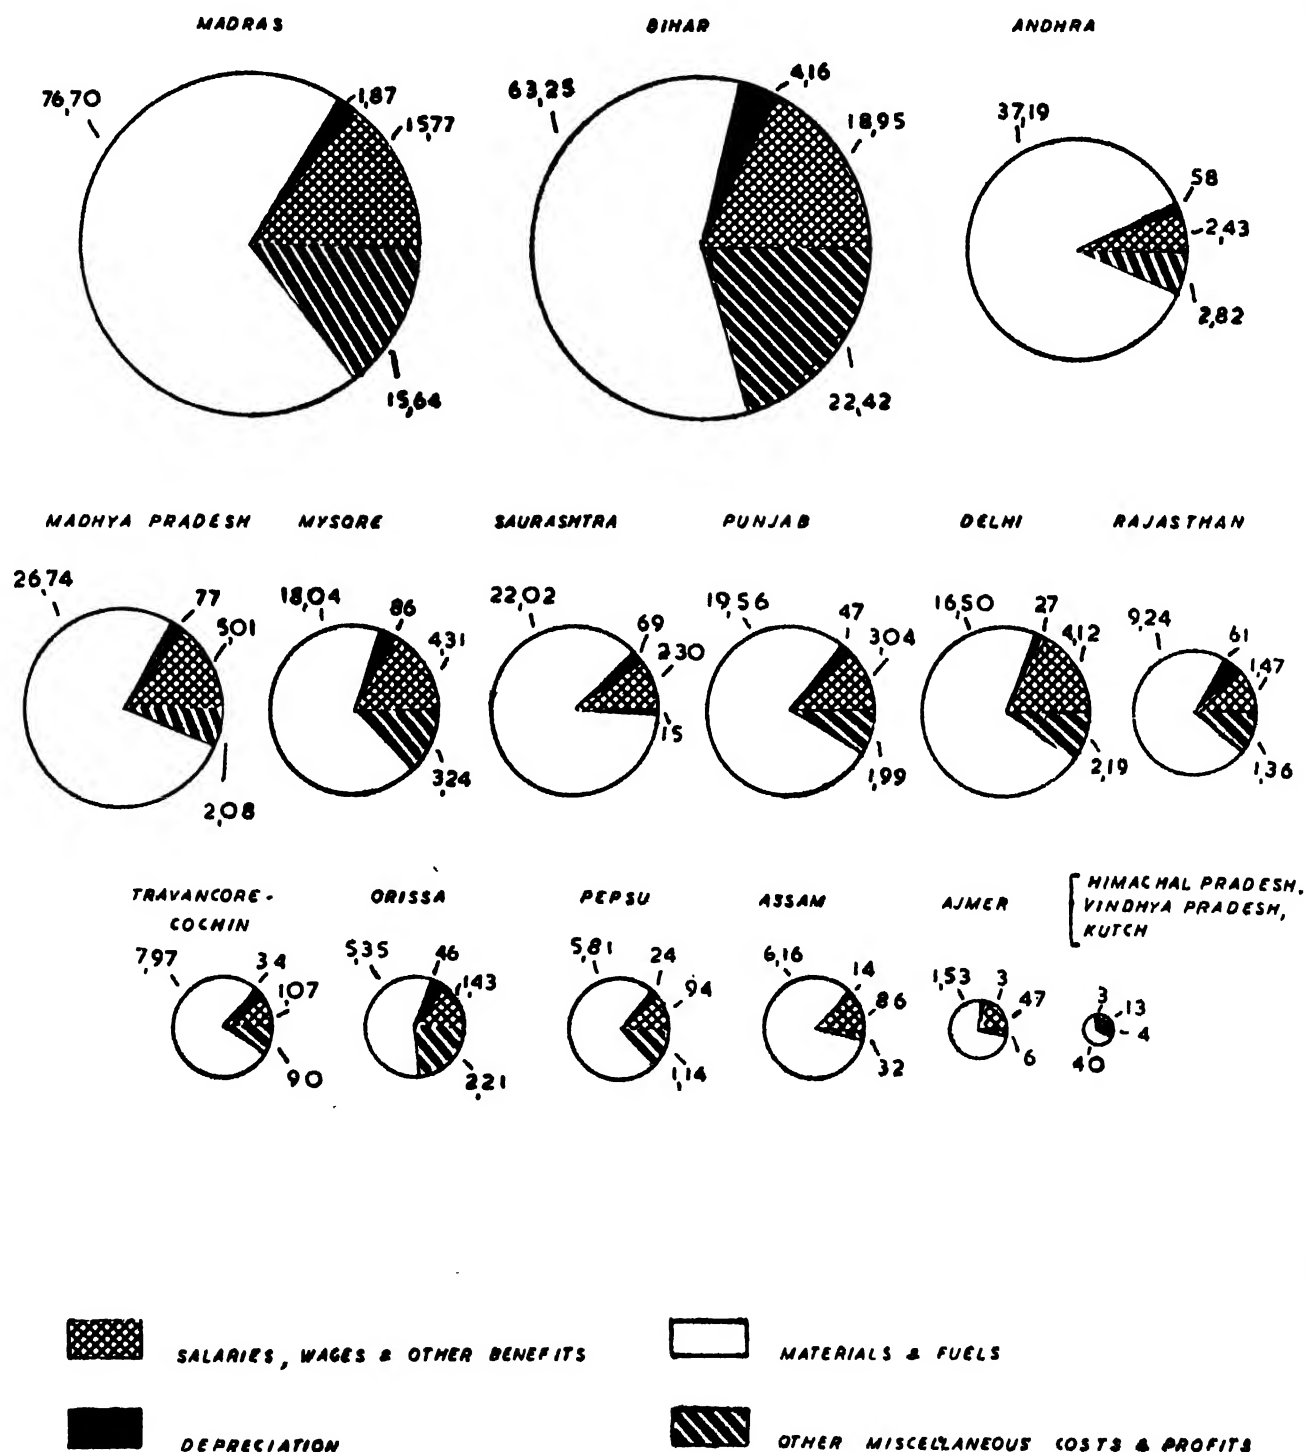 MADRAS
76,70
1,87
15,77
15,64
BIHAR
63,25
4,16
18,95
22,42
ANDHRA
37,19
58
2,43
2,82
MADHYA PRADESH
26,74
77
5,01
2,08
MYSORE
18,04
86
4,31
3,24
SAURASHTRA
22,02
69
2,30
15
PUNJAB
19,56
47
3,04
1,99
DELHI
16,50
27
4,12
2,19
RAJASTHAN
9,24
61
1,47
1,36
TRAVANCORE-
COCHIN
7,97
34
1,07
90
ORISSA
5,35
46
1,43
2,21
PEPSU
5,81
24
94
1,14
ASSAM
6,16
14
86
32
AJMER
1,53
3
47
6
HIMACHAL PRADESH,
VINDHYA PRADESH,
KUTCH
3
13
4
40
SALARIES, WAGES & OTHER BENEFITS
MATERIALS & FUELS
DEPRECIATION
OTHER MISCELLANEOUS COSTS & PROFITS